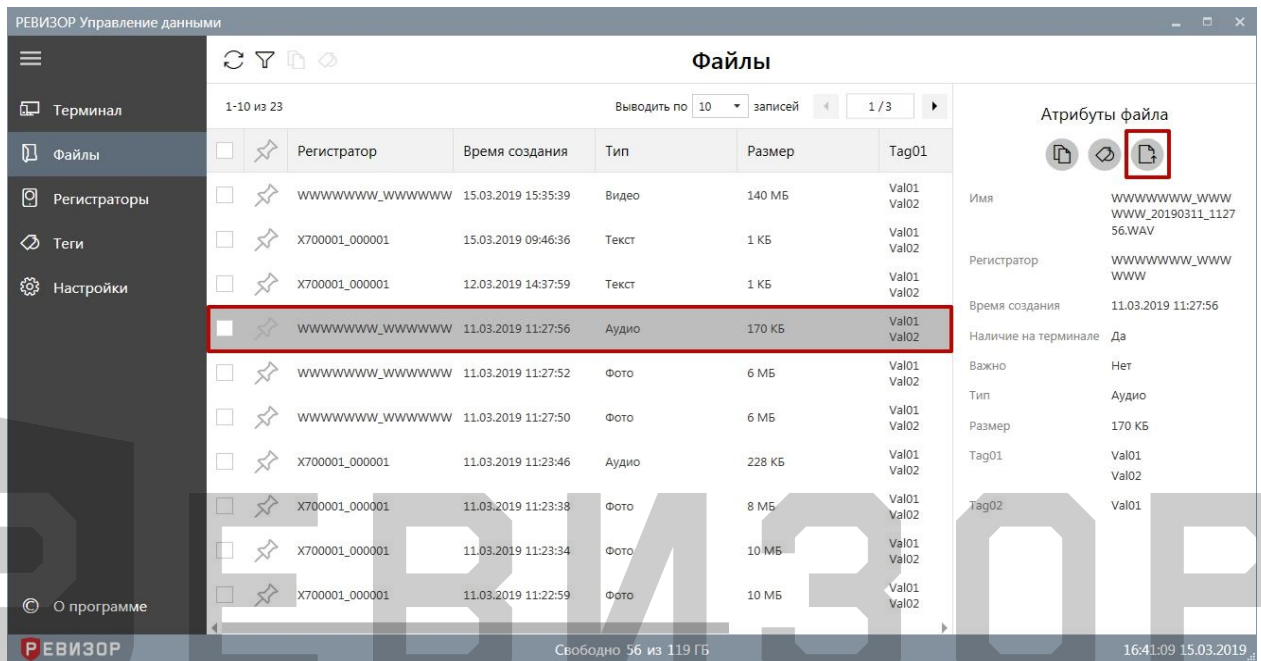 РЕВИЗОР Управление данными
Файлы
Терминал
Файлы
Регистраторы
Теги
Настройки
© О программе
1-10 из 23 Выводить по 10 записей 1 / 3
Регистратор Время создания Тип Размер Tag01
WWWWWWW_WWWWWW 15.03.2019 15:35:39 Видео 140 МБ Val01
Val02
X700001_000001 15.03.2019 09:46:36 Текст 1 КБ Val01
Val02
X700001_000001 12.03.2019 14:37:59 Текст 1 КБ Val01
Val02
WWWWWWW_WWWWWW 11.03.2019 11:27:56 Аудио 170 КБ Val01
Val02
WWWWWWW_WWWWWW 11.03.2019 11:27:52 Фото 6 МБ Val01
Val02
WWWWWWW_WWWWWW 11.03.2019 11:27:50 Фото 6 МБ Val01
Val02
X700001_000001 11.03.2019 11:23:46 Аудио 228 КБ Val01
Val02
X700001_000001 11.03.2019 11:23:38 Фото 8 МБ Val01
Val02
X700001_000001 11.03.2019 11:23:34 Фото 10 МБ Val01
Val02
X700001_000001 11.03.2019 11:22:59 Фото 10 МБ Val01
Val02
Атрибуты файла
Имя WWWWWWW_WWW
WWW_20190311_1127
56.WAV
Регистратор WWWWWWW_WWW
WWW
Время создания 11.03.2019 11:27:56
Наличие на терминале Да
Важно Нет
Тип Аудио
Размер 170 КБ
Tag01 Val01
Val02
Tag02 Val01
РЕВИЗОР
РЕВИЗОР Свободно 56 из 119 ГБ 16:41:09 15.03.2019